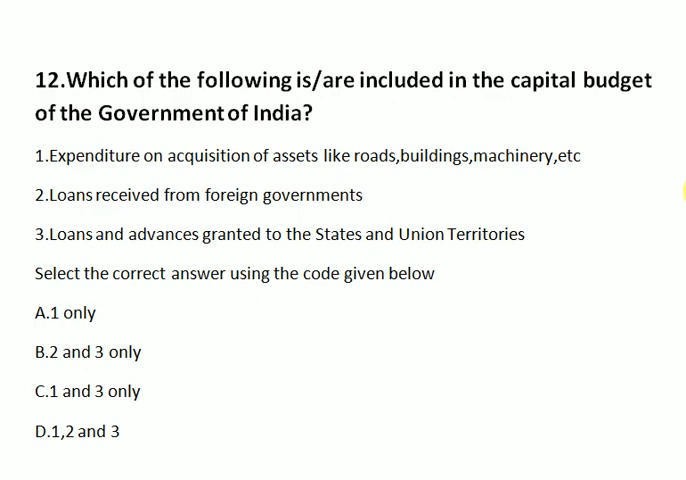 12.Which of the following is/are included in the capital budget
of the Government of India?
1.Expenditure on acquisition of assets like roads,buildings,machinery,etc
2.Loans received from foreign governments
3.Loans and advances granted to the States and Union Territories
Select the correct answer using the code given below
A.1 only
B.2 and 3 only
C.1 and 3 only
D.1,2 and 3